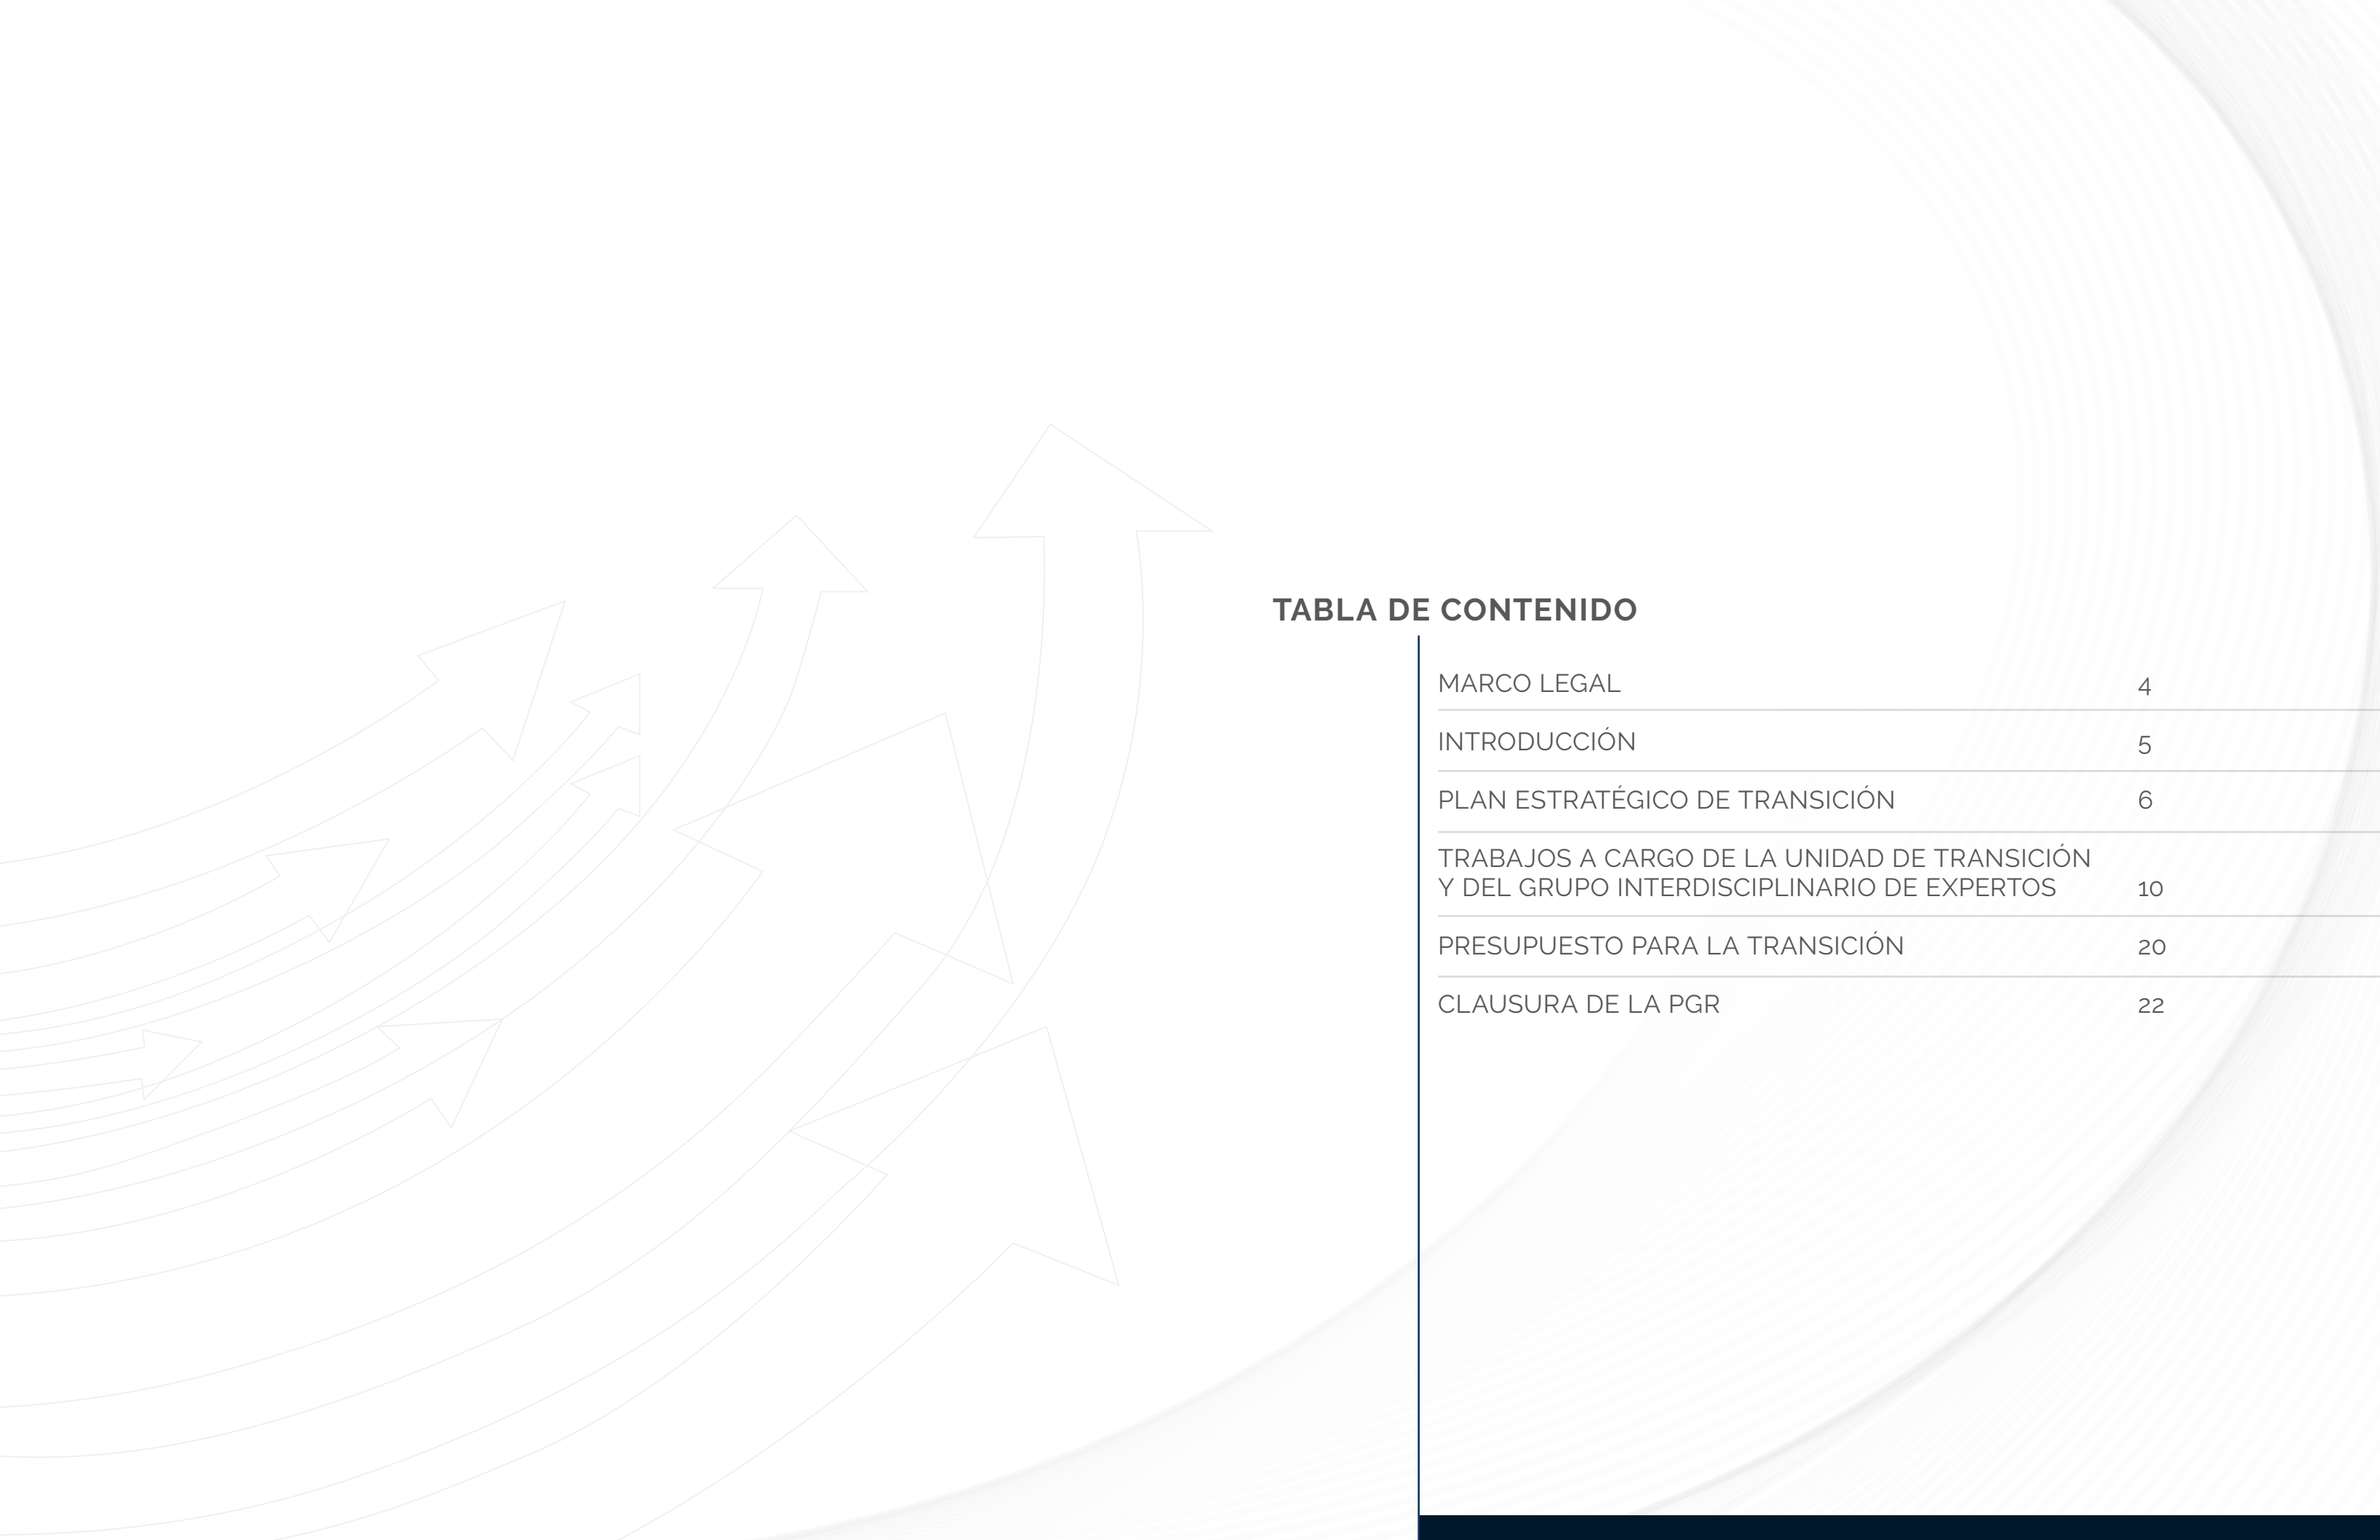 TABLA DE CONTENIDO
MARCO LEGAL 4
INTRODUCCIÓN 5
PLAN ESTRATÉGICO DE TRANSICIÓN 6
TRABAJOS A CARGO DE LA UNIDAD DE TRANSICIÓN
Y DEL GRUPO INTERDISCIPLINARIO DE EXPERTOS 10
PRESUPUESTO PARA LA TRANSICIÓN 20
CLAUSURA DE LA PGR 22